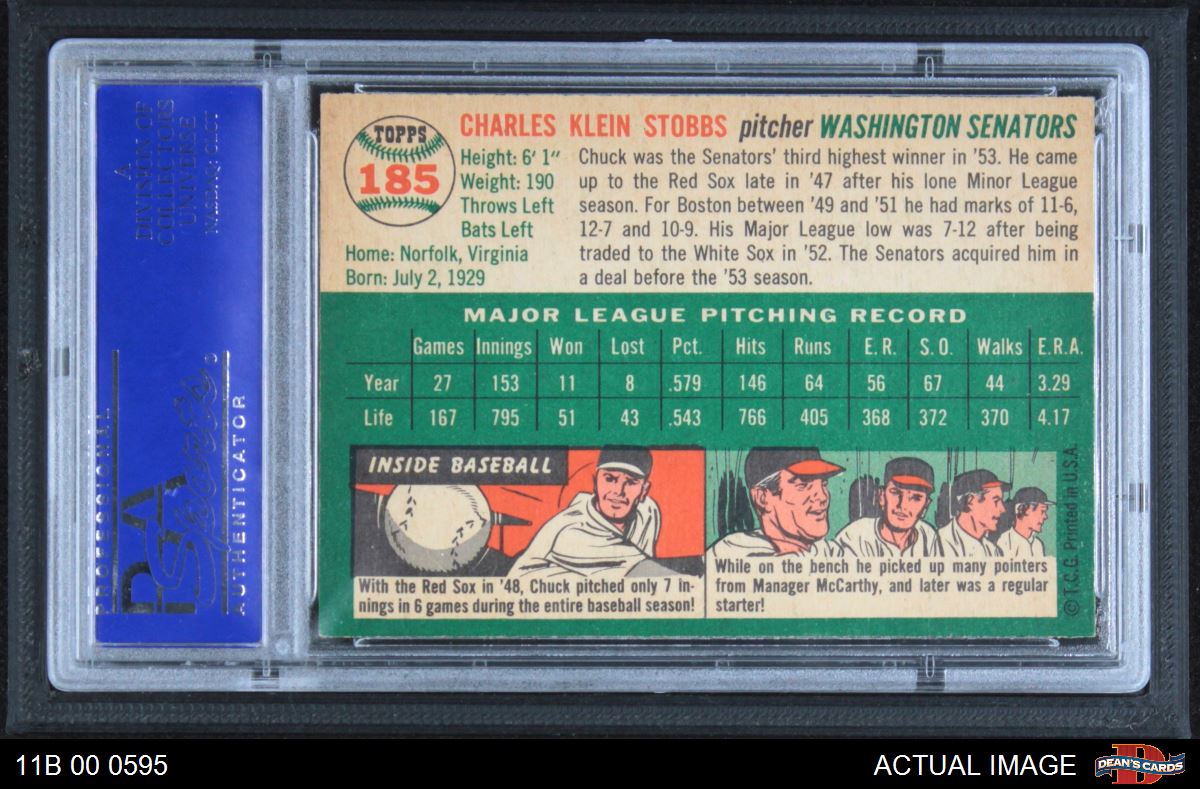 A
DIVISION OF
COLLECTORS
UNIVERSE
NASDAQ: CLCT
PROFESSIONAL
PSA
Sports
AUTHENTICATOR
TOPPS
185
CHARLES KLEIN STOBBS pitcher WASHINGTON SENATORS
Height: 6' 1"
Weight: 190
Throws Left
Bats Left
Home: Norfolk, Virginia
Born: July 2, 1929
Chuck was the Senators' third highest winner in '53. He came
up to the Red Sox late in '47 after his lone Minor League
season. For Boston between '49 and '51 he had marks of 11-6,
12-7 and 10-9. His Major League low was 7-12 after being
traded to the White Sox in '52. The Senators acquired him in
a deal before the '53 season.
MAJOR LEAGUE PITCHING RECORD
Games Innings Won Lost Pct. Hits Runs E. R. S. O. Walks E.R.A.
Year 27 153 11 8 .579 146 64 56 67 44 3.29
Life 167 795 51 43 .543 766 405 368 372 370 4.17
INSIDE BASEBALL
With the Red Sox in '48, Chuck pitched only 7 in-
nings in 6 games during the entire baseball season!
While on the bench he picked up many pointers
from Manager McCarthy, and later was a regular
starter!
© T.C.G. Printed in U.S.A.
11B 00 0595
ACTUAL IMAGE
DEAN'S CARDS